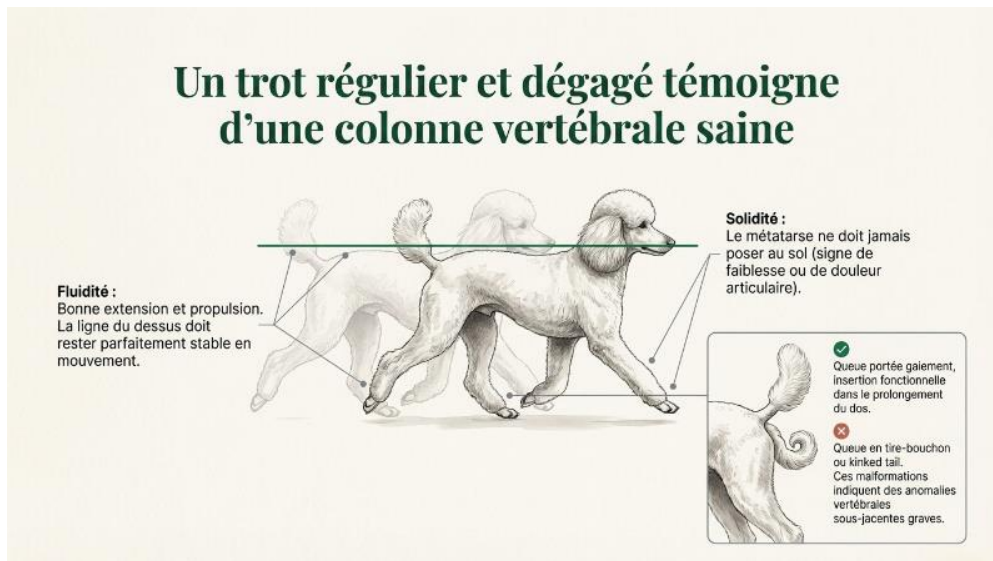 Un trot régulier et dégagé témoigne
d'une colonne vertébrale saine
Solidité :
Le métatarse ne doit jamais
poser au sol (signe de
faiblesse ou de douleur
articulaire).
Fluidité :
Bonne extension et propulsion.
La ligne du dessus doit
rester parfaitement stable en
mouvement.
Queue portée gaiement,
insertion fonctionnelle
dans le prolongement
du dos.
Queue en tire-bouchon
ou kinked tail.
Ces malformations
indiquent des anomalies
vertébrales
sous-jacentes graves.